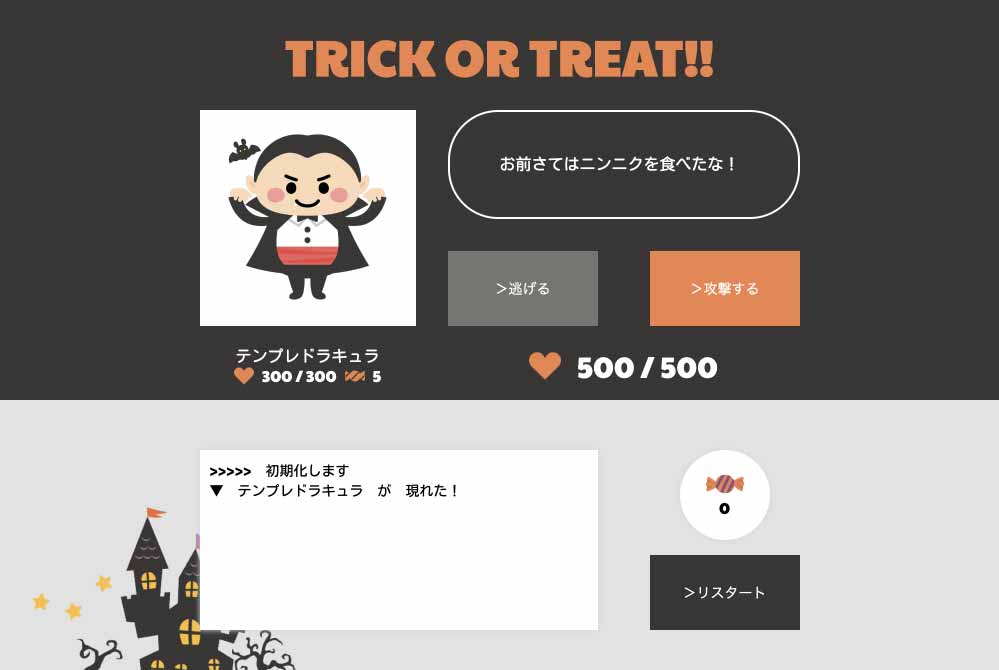 TRICK OR TREAT!!
お前さてはニンニクを食べたな！
＞逃げる
＞攻撃する
テンプレドラキュラ
300 / 300 5
500 / 500
>>>>>　初期化します
▼　テンプレドラキュラ　が　現れた！
0
＞リスタート